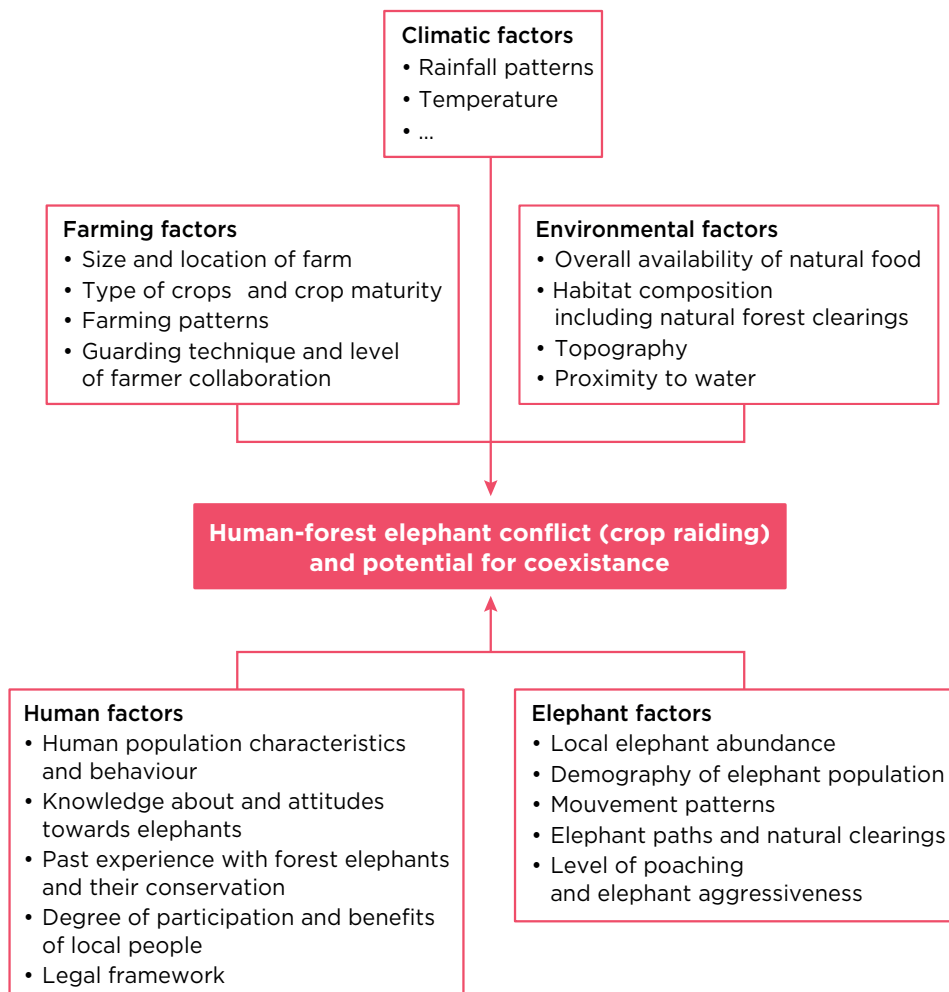 Climatic factors
• Rainfall patterns
• Temperature
• ...
Farming factors
• Size and location of farm
• Type of crops  and crop maturity
• Farming patterns
• Guarding technique and level
of farmer collaboration
Environmental factors
• Overall availability of natural food
• Habitat composition
including natural forest clearings
• Topography
• Proximity to water
Human-forest elephant conflict (crop raiding)
and potential for coexistance
Human factors
• Human population characteristics
and behaviour
• Knowledge about and attitudes
towards elephants
• Past experience with forest elephants
and their conservation
• Degree of participation and benefits
of local people
• Legal framework
Elephant factors
• Local elephant abundance
• Demography of elephant population
• Mouvement patterns
• Elephant paths and natural clearings
• Level of poaching
and elephant aggressiveness